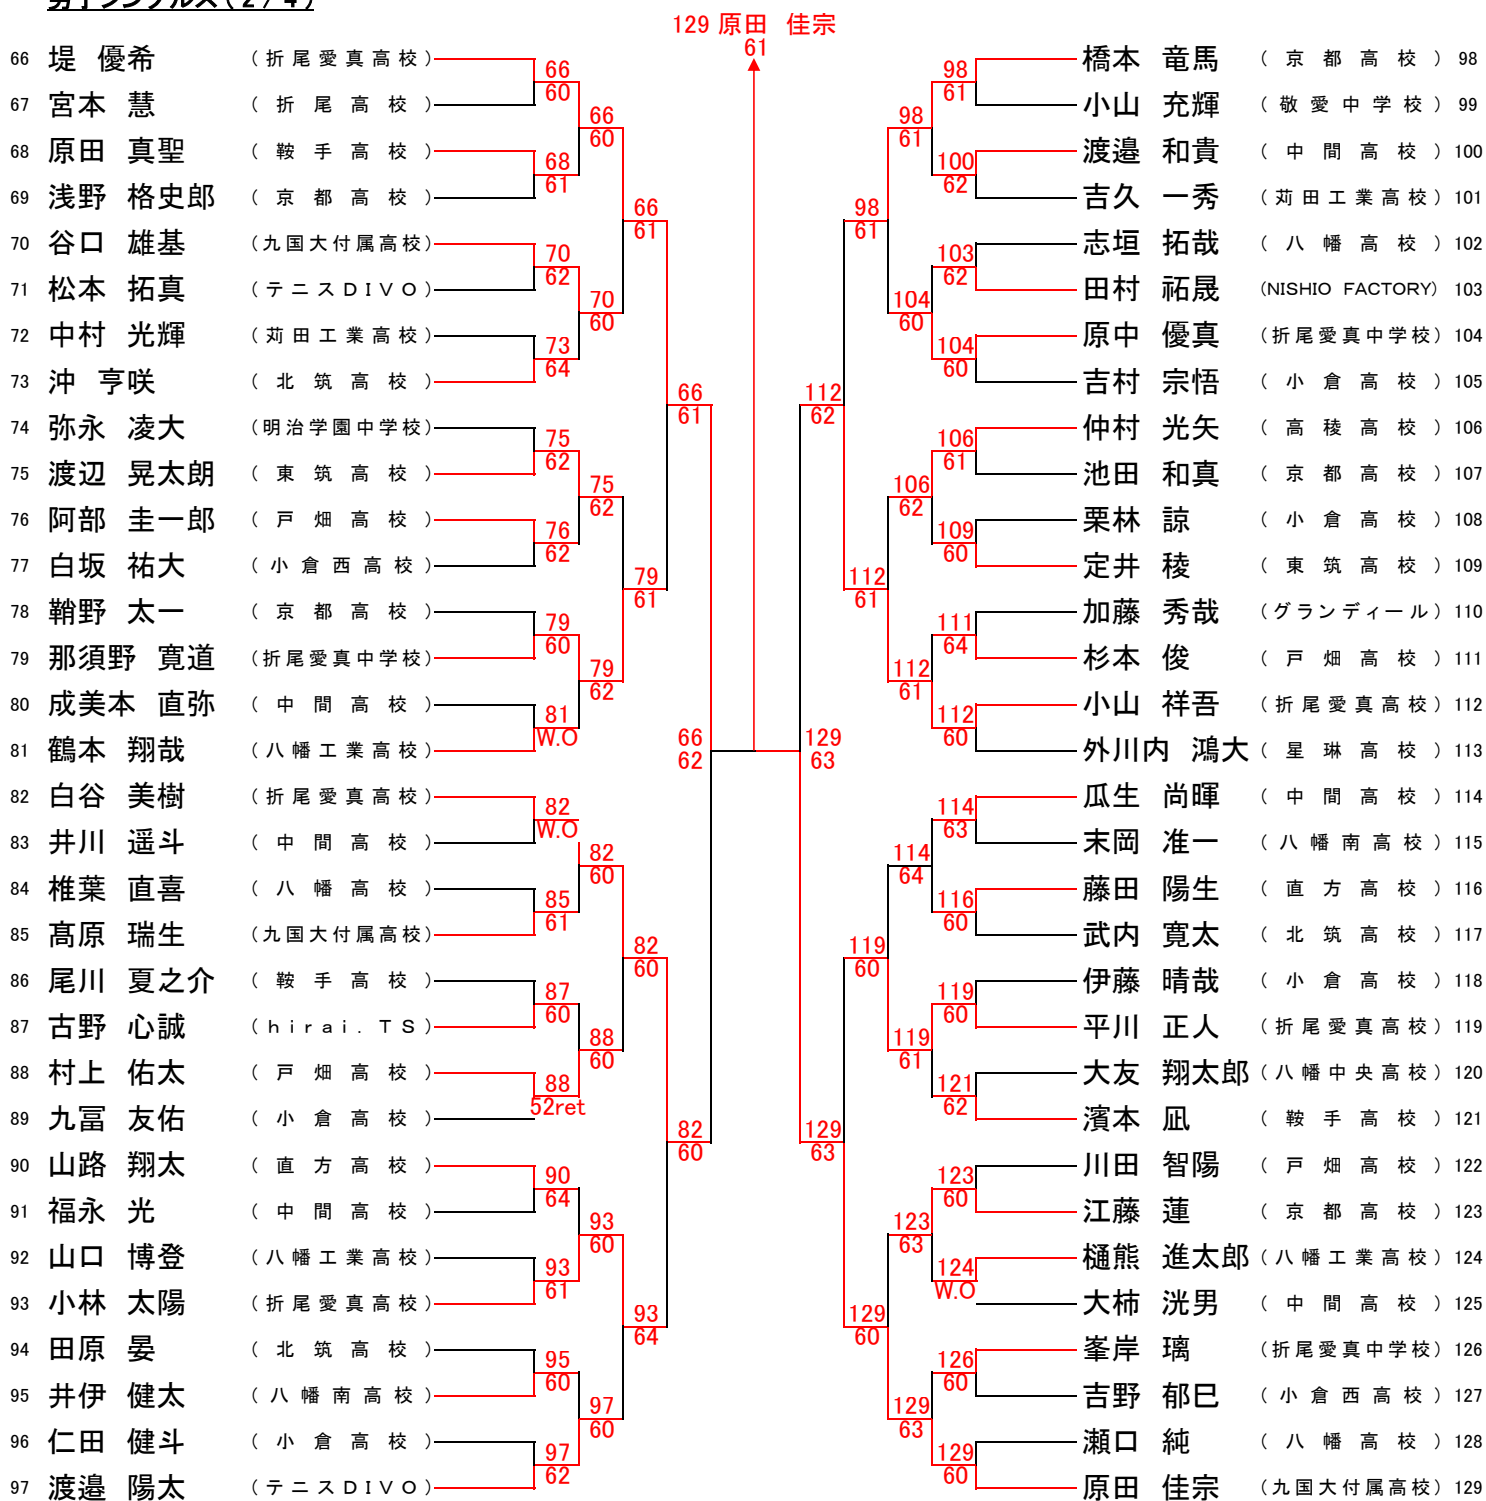 男子シングルス(2/4)
129 原田 佳宗
61
66 堤 優希 (折尾愛真高校)
67 宮本 慧 (折尾高校)
68 原田 真聖 (鞍手高校)
69 浅野 格史郎 (京都高校)
70 谷口 雄基 (九国大付属高校)
71 松本 拓真 (テニスDIVO)
72 中村 光輝 (苅田工業高校)
73 沖 亨咲 (北筑高校)
74 弥永 凌大 (明治学園中学校)
75 渡辺 晃太朗 (東筑高校)
76 阿部 圭一郎 (戸畑高校)
77 白坂 祐大 (小倉西高校)
78 鞘野 太一 (京都高校)
79 那須野 寛道 (折尾愛真中学校)
80 成美本 直弥 (中間高校)
81 鶴本 翔哉 (八幡工業高校)
82 白谷 美樹 (折尾愛真高校)
83 井川 遥斗 (中間高校)
84 椎葉 直喜 (八幡高校)
85 髙原 瑞生 (九国大付属高校)
86 尾川 夏之介 (鞍手高校)
87 古野 心誠 (hirai.TS)
88 村上 佑太 (戸畑高校)
89 九冨 友佑 (小倉高校)
90 山路 翔太 (直方高校)
91 福永 光 (中間高校)
92 山口 博登 (八幡工業高校)
93 小林 太陽 (折尾愛真高校)
94 田原 晏 (北筑高校)
95 井伊 健太 (八幡南高校)
96 仁田 健斗 (小倉高校)
97 渡邉 陽太 (テニスDIVO)
66
60
68
61
70
62
73
64
75
62
76
62
79
60
81
W.O
82
W.O
85
61
87
60
88
52ret
90
64
93
61
95
60
97
62
66
60
70
60
75
62
79
62
82
60
88
60
93
60
97
60
66
61
79
61
82
60
93
64
66
61
82
60
66
62
129
63
112
62
129
63
98
61
112
61
119
60
129
60
98
61
104
60
106
62
112
61
114
64
119
61
123
63
129
63
98
61
100
62
103
62
104
60
106
61
109
60
111
64
112
60
114
63
116
60
119
60
121
62
123
60
124
W.O
126
60
129
60
橋本 竜馬 (京都高校) 98
小山 充輝 (敬愛中学校) 99
渡邉 和貴 (中間高校) 100
吉久 一秀 (苅田工業高校) 101
志垣 拓哉 (八幡高校) 102
田村 祐晟 (NISHIO FACTORY) 103
原中 優真 (折尾愛真中学校) 104
吉村 宗悟 (小倉高校) 105
仲村 光矢 (高稜高校) 106
池田 和真 (京都高校) 107
栗林 諒 (小倉高校) 108
定井 稜 (東筑高校) 109
加藤 秀哉 (グランディール) 110
杉本 俊 (戸畑高校) 111
小山 祥吾 (折尾愛真高校) 112
外川内 鴻大 (星琳高校) 113
瓜生 尚暉 (中間高校) 114
末岡 准一 (八幡南高校) 115
藤田 陽生 (直方高校) 116
武内 寛太 (北筑高校) 117
伊藤 晴哉 (小倉高校) 118
平川 正人 (折尾愛真高校) 119
大友 翔太郎 (八幡中央高校) 120
濱本 凪 (鞍手高校) 121
川田 智陽 (戸畑高校) 122
江藤 蓮 (京都高校) 123
樋熊 進太郎 (八幡工業高校) 124
大柿 洸男 (中間高校) 125
峯岸 璃 (折尾愛真中学校) 126
吉野 郁巳 (小倉西高校) 127
瀬口 純 (八幡高校) 128
原田 佳宗 (九国大付属高校) 129